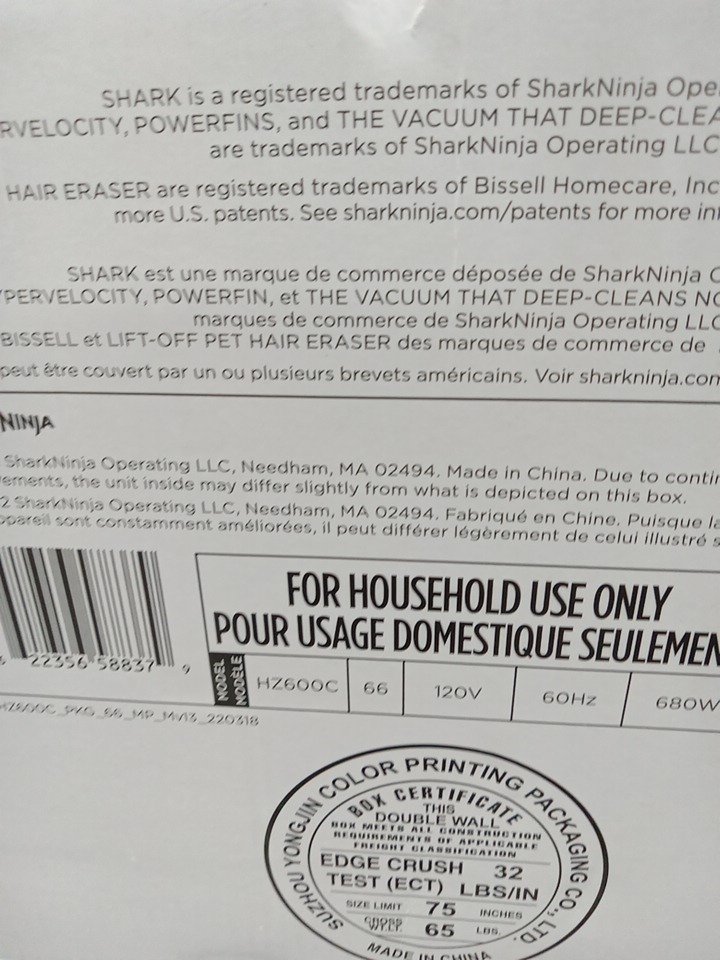 SHARK is a registered trademarks of SharkNinja Ope
RVELOCITY, POWERFINS, and THE VACUUM THAT DEEP-CLEA
are trademarks of SharkNinja Operating LLC
HAIR ERASER are registered trademarks of Bissell Homecare, Inc
more U.S. patents. See sharkninja.com/patents for more in
SHARK est une marque de commerce déposée de SharkNinja O
YPERVELOCITY, POWERFIN, et THE VACUUM THAT DEEP-CLEANS NO
marques de commerce de SharkNinja Operating LLC
BISSELL et LIFT-OFF PET HAIR ERASER des marques de commerce de
peut être couvert par un ou plusieurs brevets américains. Voir sharkninja.com
NINJA
SharkNinja Operating LLC, Needham, MA 02494. Made in China. Due to contin
ements, the unit inside may differ slightly from what is depicted on this box.
2 SharkNinja Operating LLC, Needham, MA 02494. Fabriqué en Chine. Puisque la
ppareil sont constamment améliorées, il peut différer légèrement de celui illustré s
FOR HOUSEHOLD USE ONLY
POUR USAGE DOMESTIQUE SEULEMEN
22356 58837 9
MODEL
MODÈLE
HZ600C 66 120V 60Hz 680W
HZ600C_PKG_66_MP_Mv13_220318
SUZHOU YONGJIN COLOR PRINTING PACKAGING CO., LTD.
BOX CERTIFICATE
THIS
DOUBLE WALL
BOX MEETS ALL CONSTRUCTION
REQUIREMENTS OF APPLICABLE
FREIGHT CLASSIFICATION
EDGE CRUSH 32
TEST (ECT) LBS/IN
SIZE LIMIT 75 INCHES
GROSS WT.LT. 65 LBS.
MADE IN CHINA